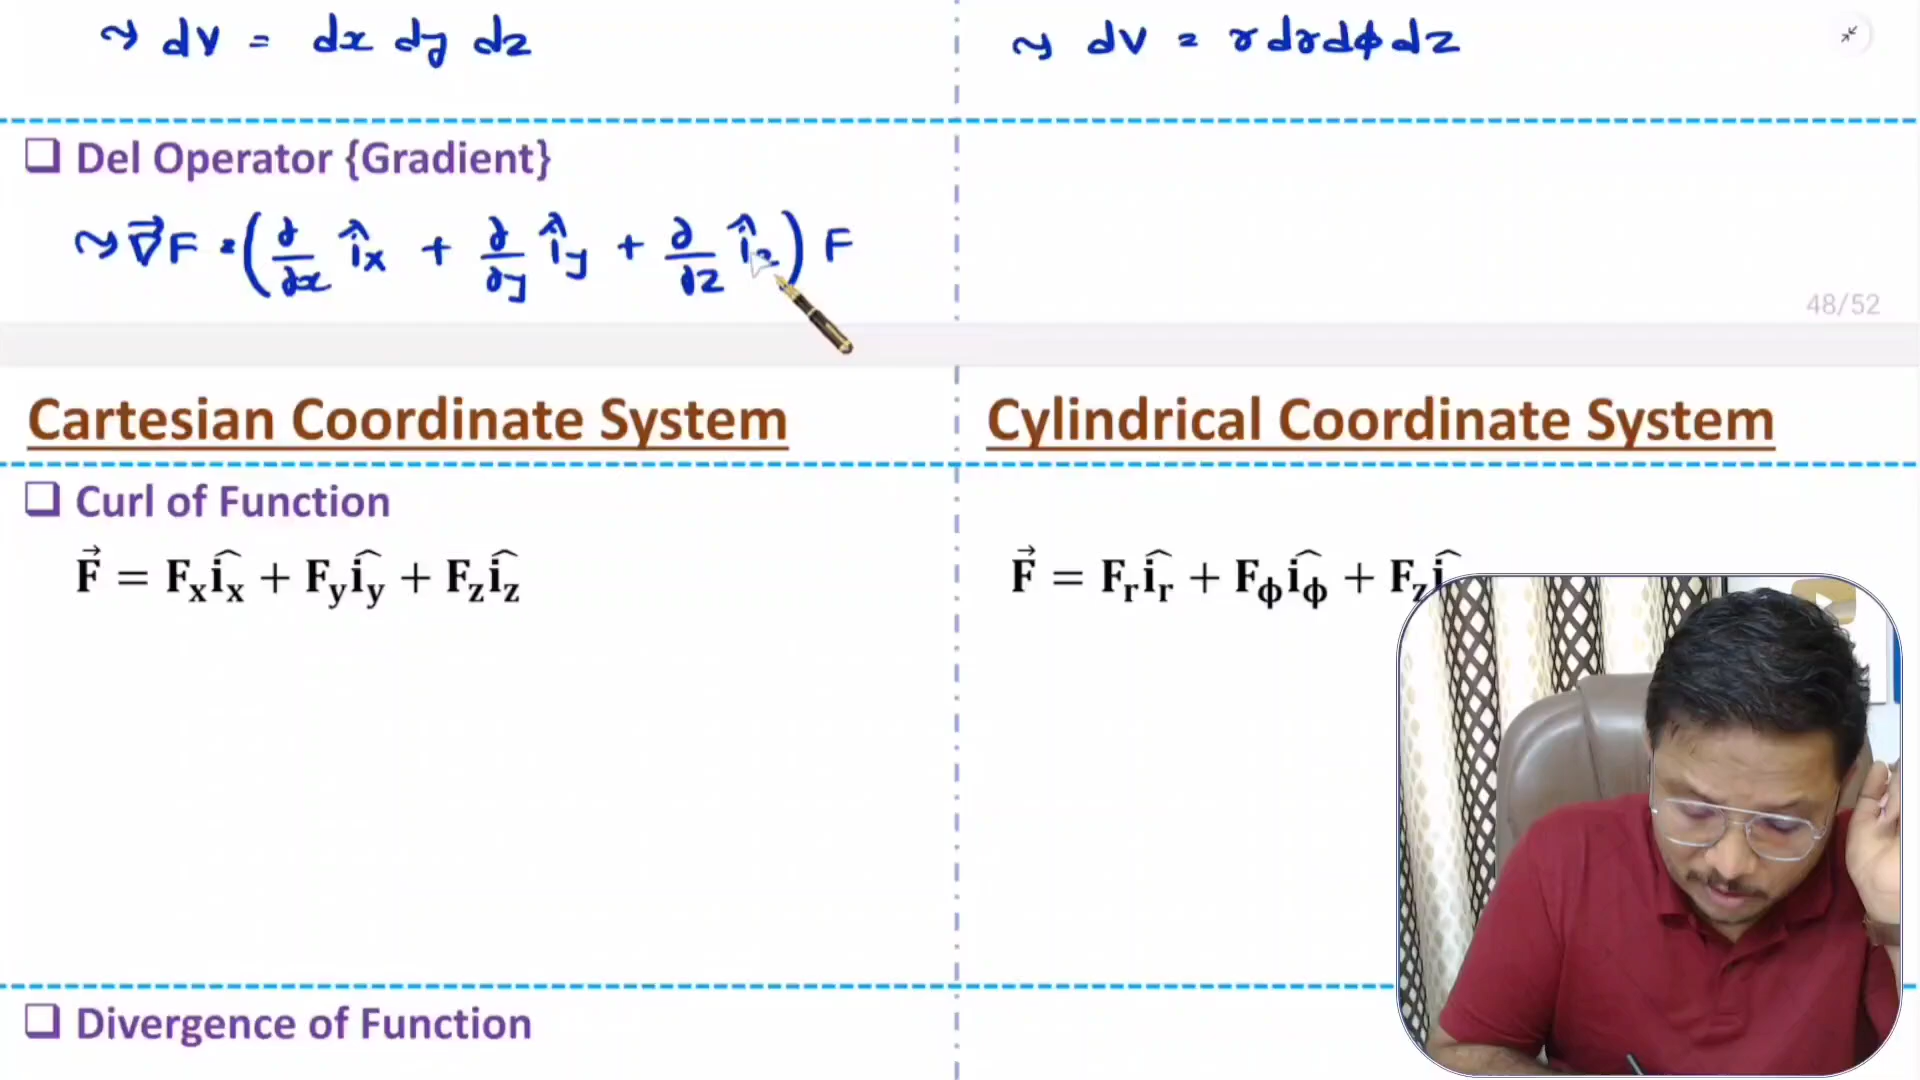 ~> dV = dx dy dz
~> dV = r dr dϕ dz
❑ Del Operator {Gradient}
~> ∇⃗F = (∂/∂x î_x + ∂/∂y î_y + ∂/∂z î_z) F
48/52
Cartesian Coordinate System
Cylindrical Coordinate System
❑ Curl of Function
F⃗ = F_x î_x + F_y î_y + F_z î_z
F⃗ = F_r î_r + F_ϕ î_ϕ + F_z î
❑ Divergence of Function